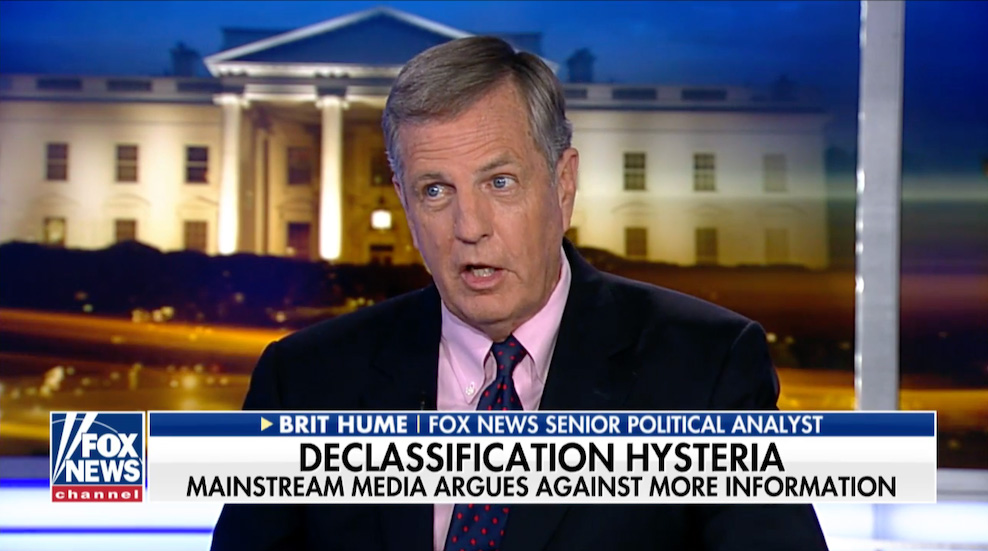 BRIT HUME | FOX NEWS SENIOR POLITICAL ANALYST
FOX
NEWS
channel
DECLASSIFICATION HYSTERIA
MAINSTREAM MEDIA ARGUES AGAINST MORE INFORMATION